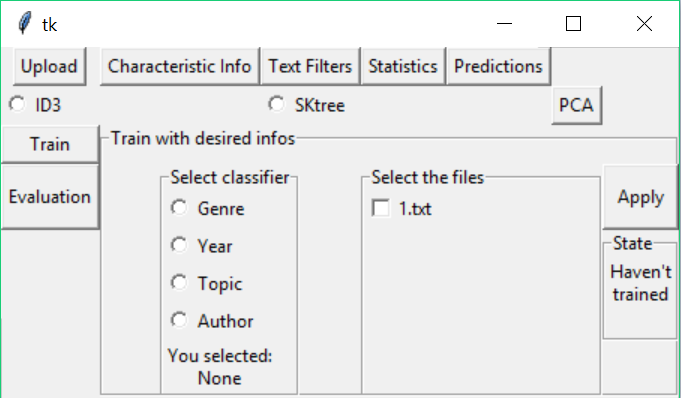 tk
Upload Characteristic Info Text Filters Statistics Predictions
ID3 SKtree PCA
Train
Train with desired infos
Evaluation
Select classifier
Genre
Year
Topic
Author
You selected:
None
Select the files
1.txt
Apply
State
Haven't
trained